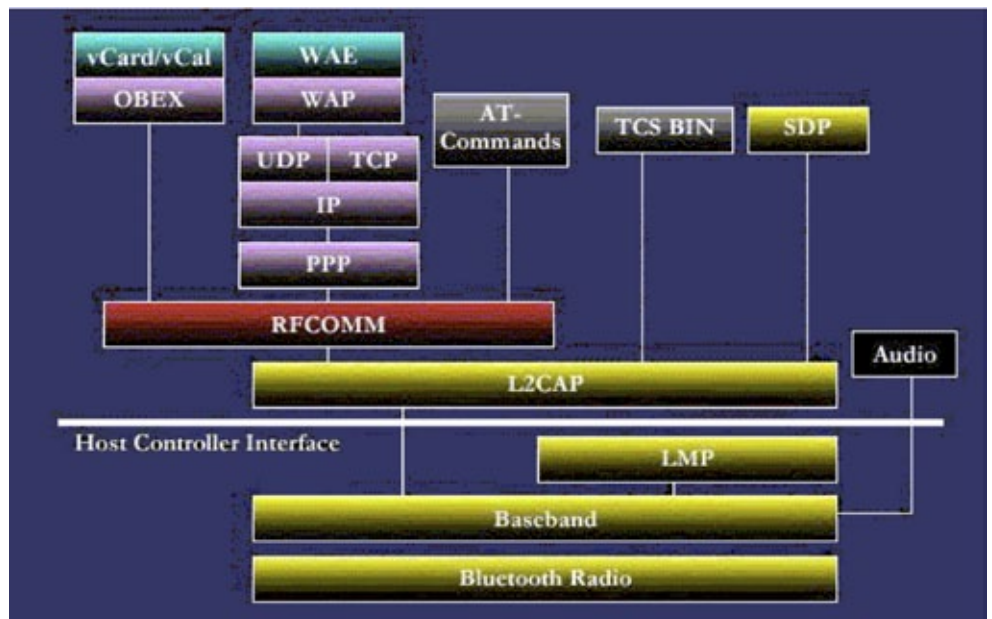 vCard/vCal
OBEX
WAE
WAP
UDP
TCP
IP
PPP
AT-
Commands
TCS BIN
SDP
RFCOMM
L2CAP
Audio
Host Controller Interface
LMP
Baseband
Bluetooth Radio